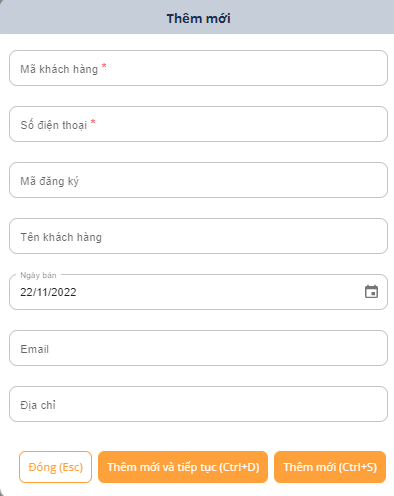 Thêm mới
Mã khách hàng *
Số điện thoại *
Mã đăng ký
Tên khách hàng
Ngày bán
22/11/2022
Email
Địa chỉ
Đóng (Esc) Thêm mới và tiếp tục (Ctrl+D) Thêm mới (Ctrl+S)